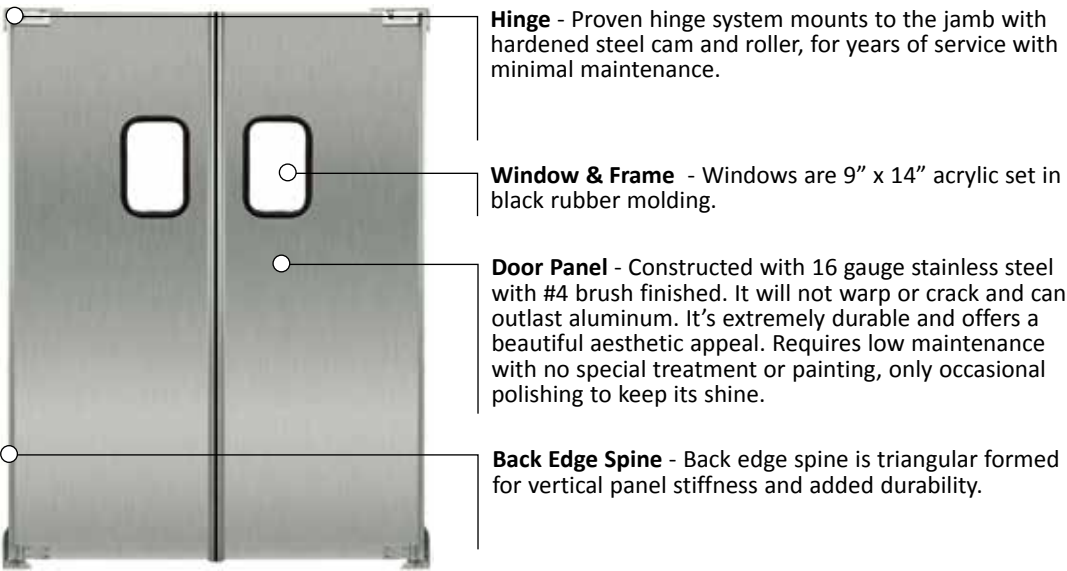 Hinge - Proven hinge system mounts to the jamb with
hardened steel cam and roller, for years of service with
minimal maintenance.
Window & Frame - Windows are 9” x 14” acrylic set in
black rubber molding.
Door Panel - Constructed with 16 gauge stainless steel
with #4 brush finished. It will not warp or crack and can
outlast aluminum. It’s extremely durable and offers a
beautiful aesthetic appeal. Requires low maintenance
with no special treatment or painting, only occasional
polishing to keep its shine.
Back Edge Spine - Back edge spine is triangular formed
for vertical panel stiffness and added durability.